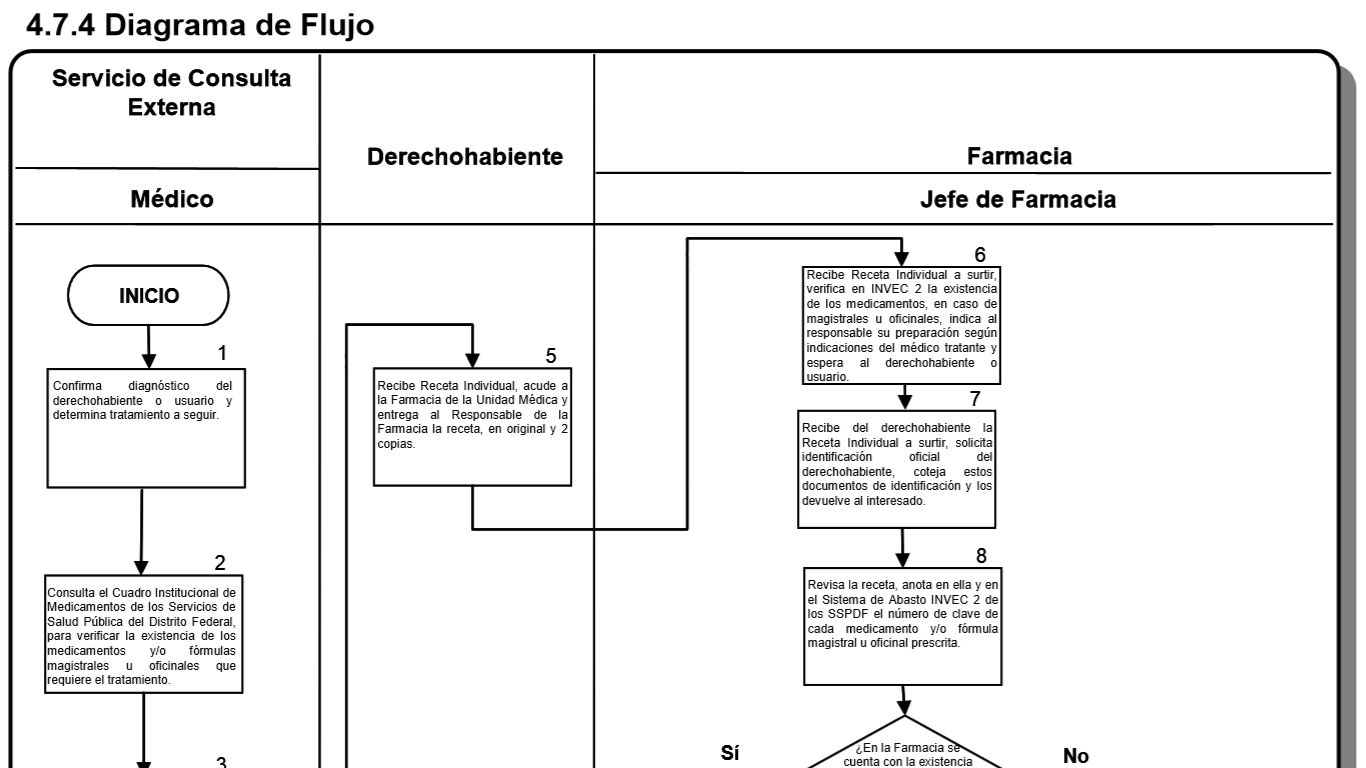 4.7.4 Diagrama de Flujo
Servicio de Consulta
Externa
Derechohabiente
Farmacia
Médico
Jefe de Farmacia
INICIO
1
Confirma diagnóstico del
derechohabiente o usuario y
determina tratamiento a seguir.
2
Consulta el Cuadro Institucional de
Medicamentos de los Servicios de
Salud Pública del Distrito Federal,
para verificar la existencia de los
medicamentos y/o fórmulas
magistrales u oficinales que
requiere el tratamiento.
3
5
Recibe Receta Individual, acude a
la Farmacia de la Unidad Médica y
entrega al Responsable de la
Farmacia la receta, en original y 2
copias.
6
Recibe Receta Individual a surtir,
verifica en INVEC 2 la existencia
de los medicamentos, en caso de
magistrales u oficinales, indica al
responsable su preparación según
indicaciones del médico tratante y
espera al derechohabiente o
usuario.
7
Recibe del derechohabiente la
Receta Individual a surtir, solicita
identificación oficial del
derechohabiente, coteja estos
documentos de identificación y los
devuelve al interesado.
8
Revisa la receta, anota en ella y en
el Sistema de Abasto INVEC 2 de
los SSPDF el número de clave de
cada medicamento y/o fórmula
magistral u oficinal prescrita.
¿En la Farmacia se
cuenta con la existencia
Sí
No